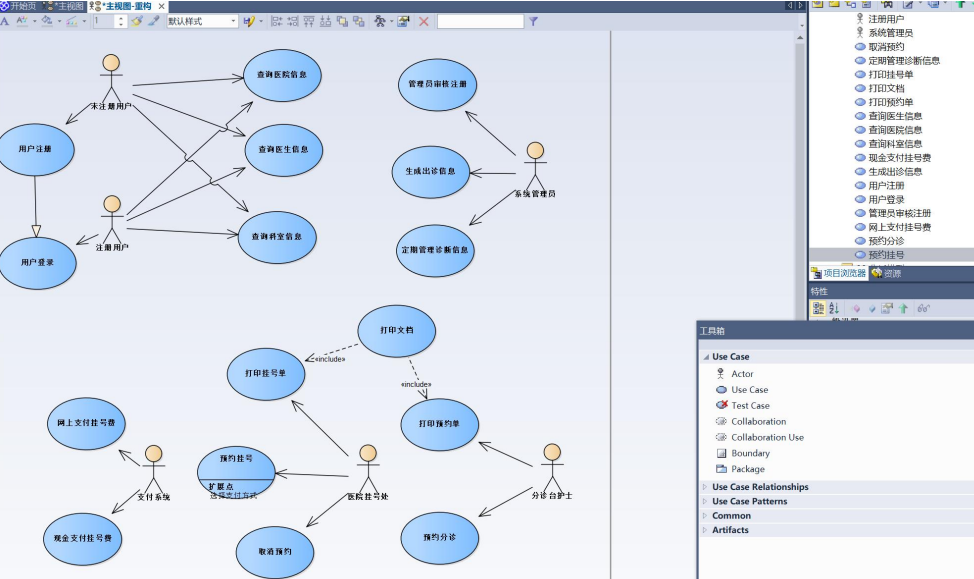 开始页
*主视图
*主视图-重构
1
默认样式
查询医院信息
未注册用户
用户注册
查询医生信息
注册用户
查询科室信息
用户登录
管理员审核注册
生成出诊信息
系统管理员
定期管理诊断信息
打印文档
«include»
«include»
打印挂号单
打印预约单
网上支付挂号费
支付系统
现金支付挂号费
预约挂号
扩展点
选择支付方式
医院挂号处
取消预约
分诊台护士
预约分诊
注册用户
系统管理员
取消预约
定期管理诊断信息
打印挂号单
打印文档
打印预约单
查询医生信息
查询医院信息
查询科室信息
现金支付挂号费
生成出诊信息
用户注册
用户登录
管理员审核注册
网上支付挂号费
预约分诊
预约挂号
项目浏览器
资源
特性
工具箱
Use Case
Actor
Use Case
Test Case
Collaboration
Collaboration Use
Boundary
Package
Use Case Relationships
Use Case Patterns
Common
Artifacts